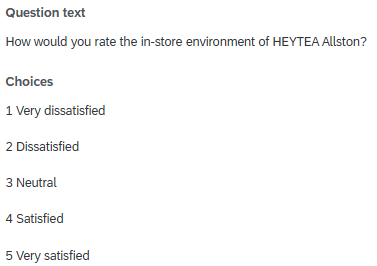 Question text
How would you rate the in-store environment of HEYTEA Allston?
Choices
1 Very dissatisfied
2 Dissatisfied
3 Neutral
4 Satisfied
5 Very satisfied